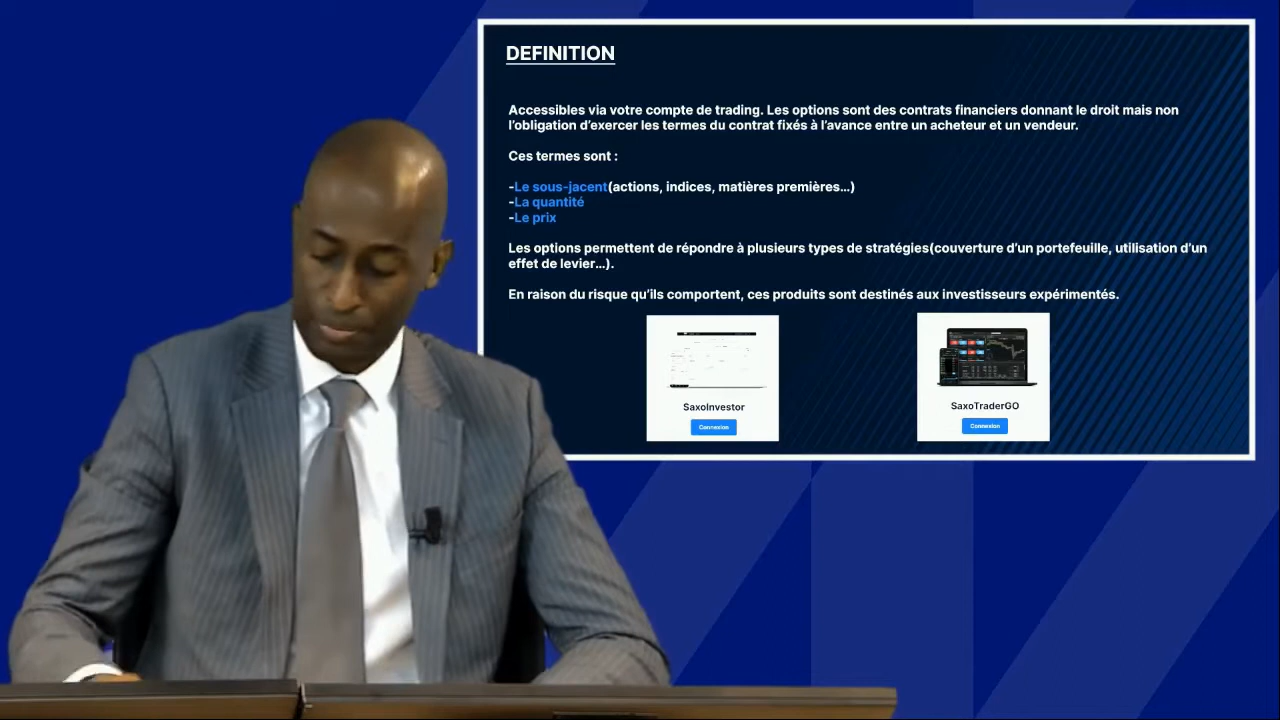 DEFINITION
Accessibles via votre compte de trading. Les options sont des contrats financiers donnant le droit mais non
l'obligation d'exercer les termes du contrat fixés à l'avance entre un acheteur et un vendeur.
Ces termes sont :
-Le sous-jacent(actions, indices, matières premières...)
-La quantité
-Le prix
Les options permettent de répondre à plusieurs types de stratégies(couverture d'un portefeuille, utilisation d'un
effet de levier...).
En raison du risque qu'ils comportent, ces produits sont destinés aux investisseurs expérimentés.
SaxoInvestor
Connexion
SaxoTraderGO
Connexion